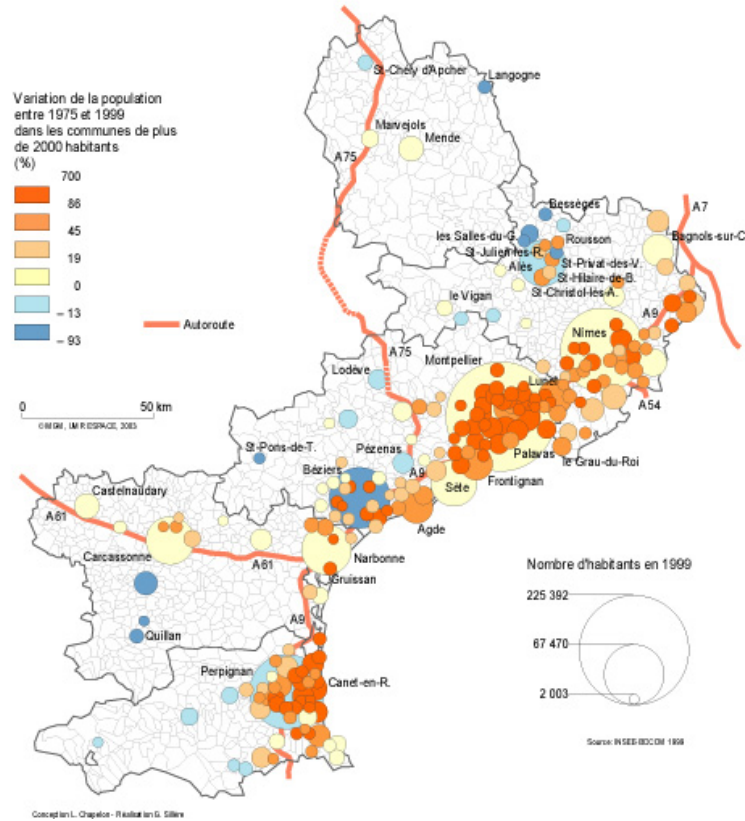 Variation de la population
entre 1975 et 1999
dans les communes de plus
de 2000 habitants
(%)
700
86
45
19
0
– 13
– 93
Autoroute
0 50 km
St-Chély d'Apcher
Langogne
Marvejols
Mende
A75
Bessèges
A7
les Salles-du-G.
Rousson
Bagnols-sur-C.
St-Julien-les-R.
St-Privat-des-V.
Alès
St-Hilaire-de-B.
St-Christol-lès-A.
le Vigan
A9
Nîmes
A75
Montpellier
Lunel
Lodève
A54
St-Pons-de-T.
Pézenas
Palavas
le Grau-du-Roi
Béziers
A9
Frontignan
Castelnaudary
Sète
A61
Agde
Carcassonne
Narbonne
A61
Gruissan
Quillan
A9
Perpignan
Canet-en-R.
Nombre d'habitants en 1999
225 392
67 470
2 003
Source: INSEE-BDCOM 1999
Conception L. Chapelon - Réalisation G. Sillère